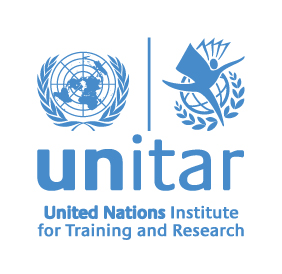 unitar
United Nations Institute
for Training and Research